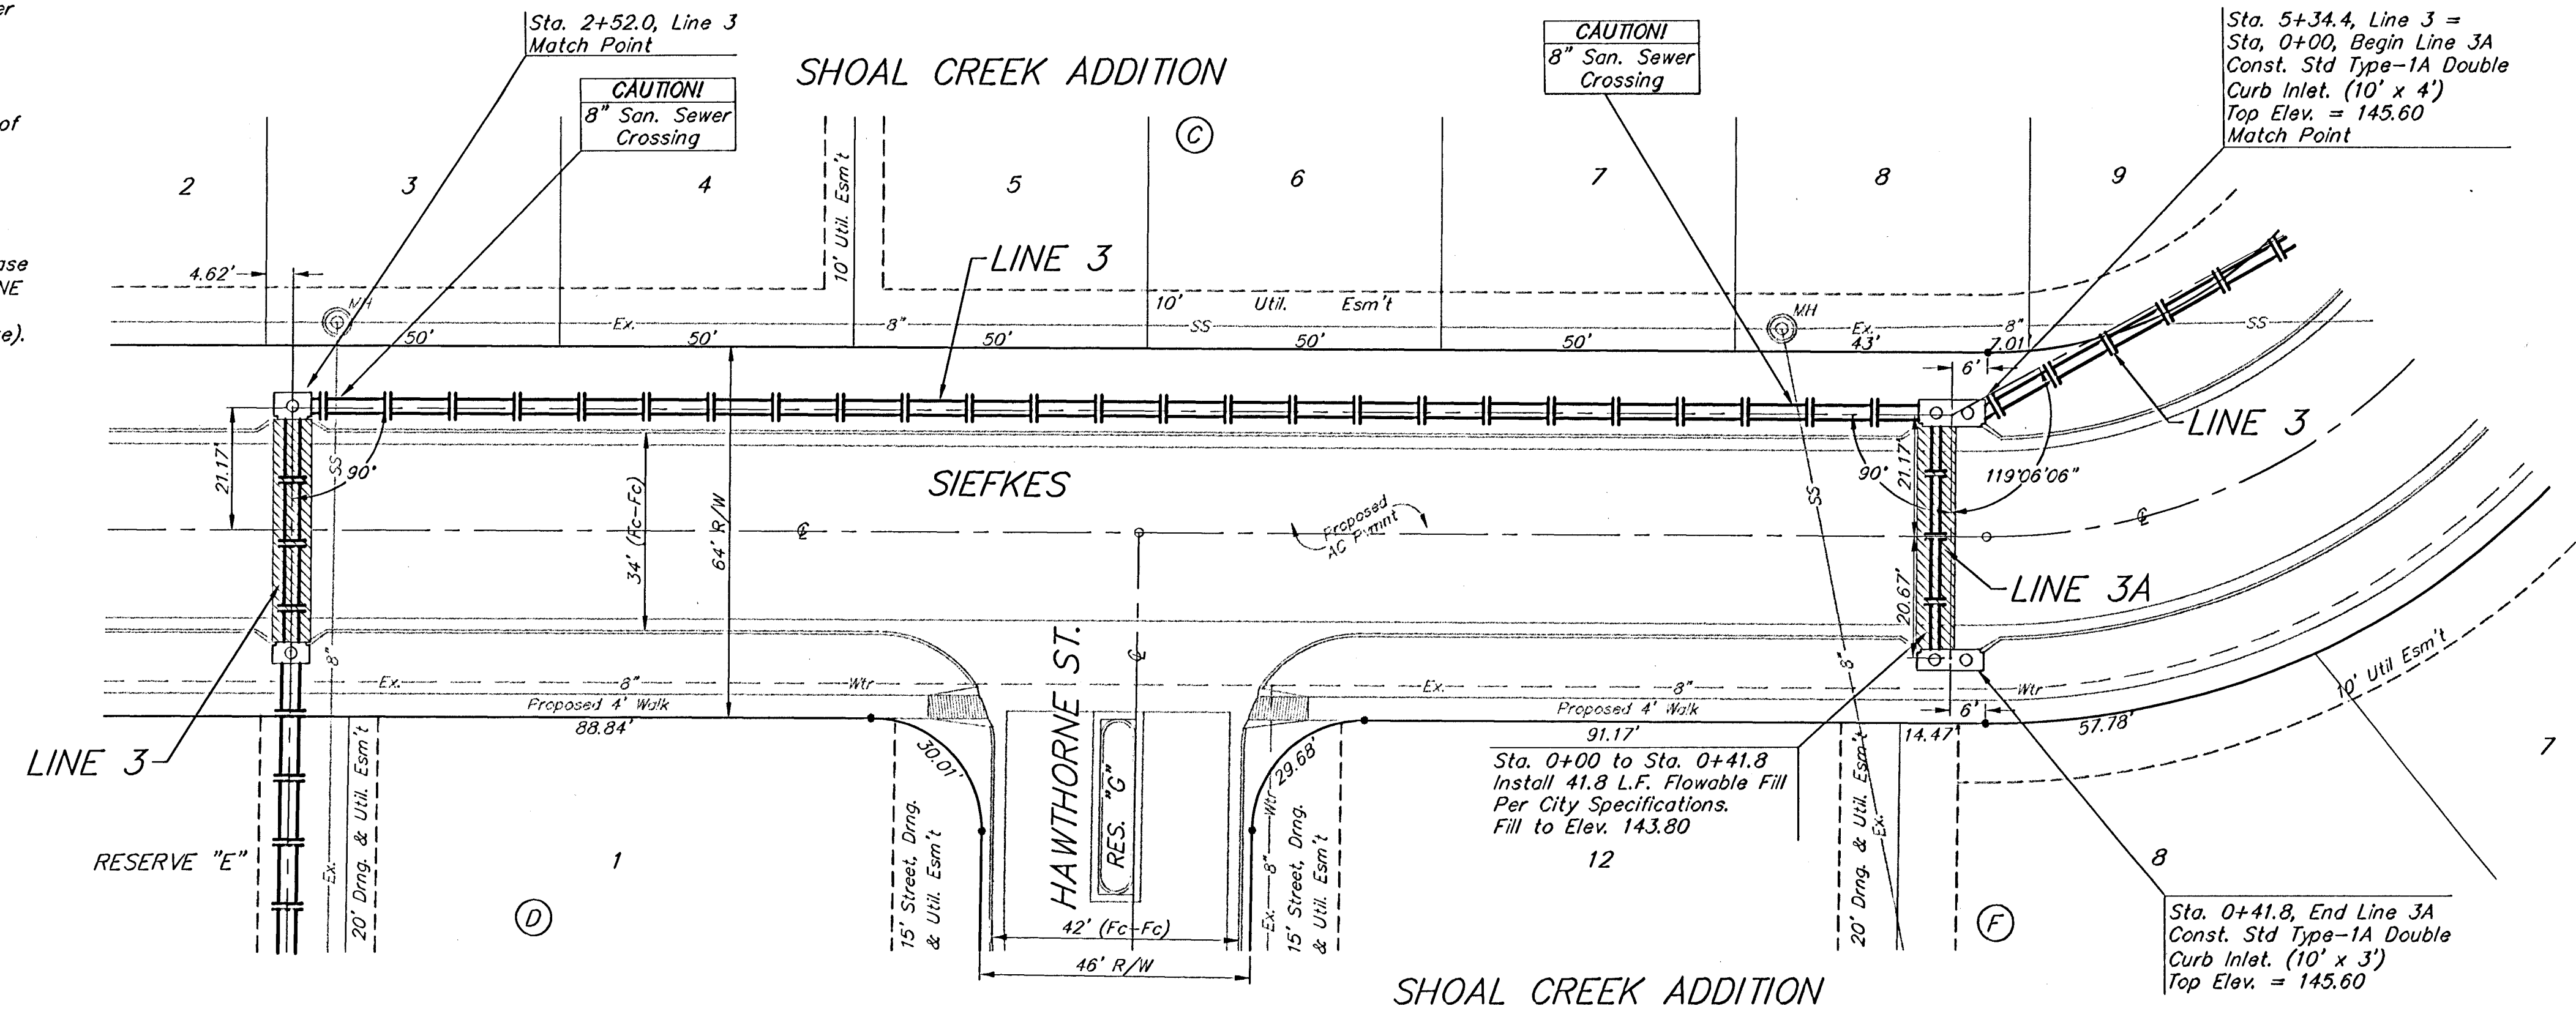 er
of
ase
NE
e).
Sta. 2+52.0, Line 3
Match Point
CAUTION!
8" San. Sewer
Crossing
SHOAL CREEK ADDITION
CAUTION!
8" San. Sewer
Crossing
Sta. 5+34.4, Line 3 =
Sta, 0+00, Begin Line 3A
Const. Std Type-1A Double
Curb Inlet. (10' x 4')
Top Elev. = 145.60
Match Point
C
2
3
4
5
6
7
8
9
10' Util. Esm't
4.62'
LINE 3
MH
10' Util. Esm't
MH
Ex. 8" SS
Ex. 8" SS
50'
50'
50'
50'
50'
43'
7.01'
6'
LINE 3
21.17'
90°
SS
34' (Fc-Fc)
64' R/W
SIEFKES
℄
Proposed
AC P.vmnt
SS
90°
21.17'
119°06'06"
℄
20.67'
LINE 3A
8"
HAWTHORNE ST.
℄
8"
Ex. 8" Wtr
Ex. 8" Wtr
Proposed 4' Walk
Proposed 4' Walk
6'
10' Util Esm't
88.84'
91.17'
14.47'
57.78'
LINE 3
30.01'
29.68'
7
Sta. 0+00 to Sta. 0+41.8
Install 41.8 L.F. Flowable Fill
Per City Specifications.
Fill to Elev. 143.80
RES. "G"
Ex.
20' Drng. & Util. Esm't
15' Street, Drng.
& Util. Esm't
Ex. 8" Wtr
15' Street, Drng.
& Util. Esm't
20' Drng. & Util. Esm't
Ex.
RESERVE "E"
1
12
8
D
F
42' (Fc-Fc)
46' R/W
Sta. 0+41.8, End Line 3A
Const. Std Type-1A Double
Curb Inlet. (10' x 3')
Top Elev. = 145.60
SHOAL CREEK ADDITION